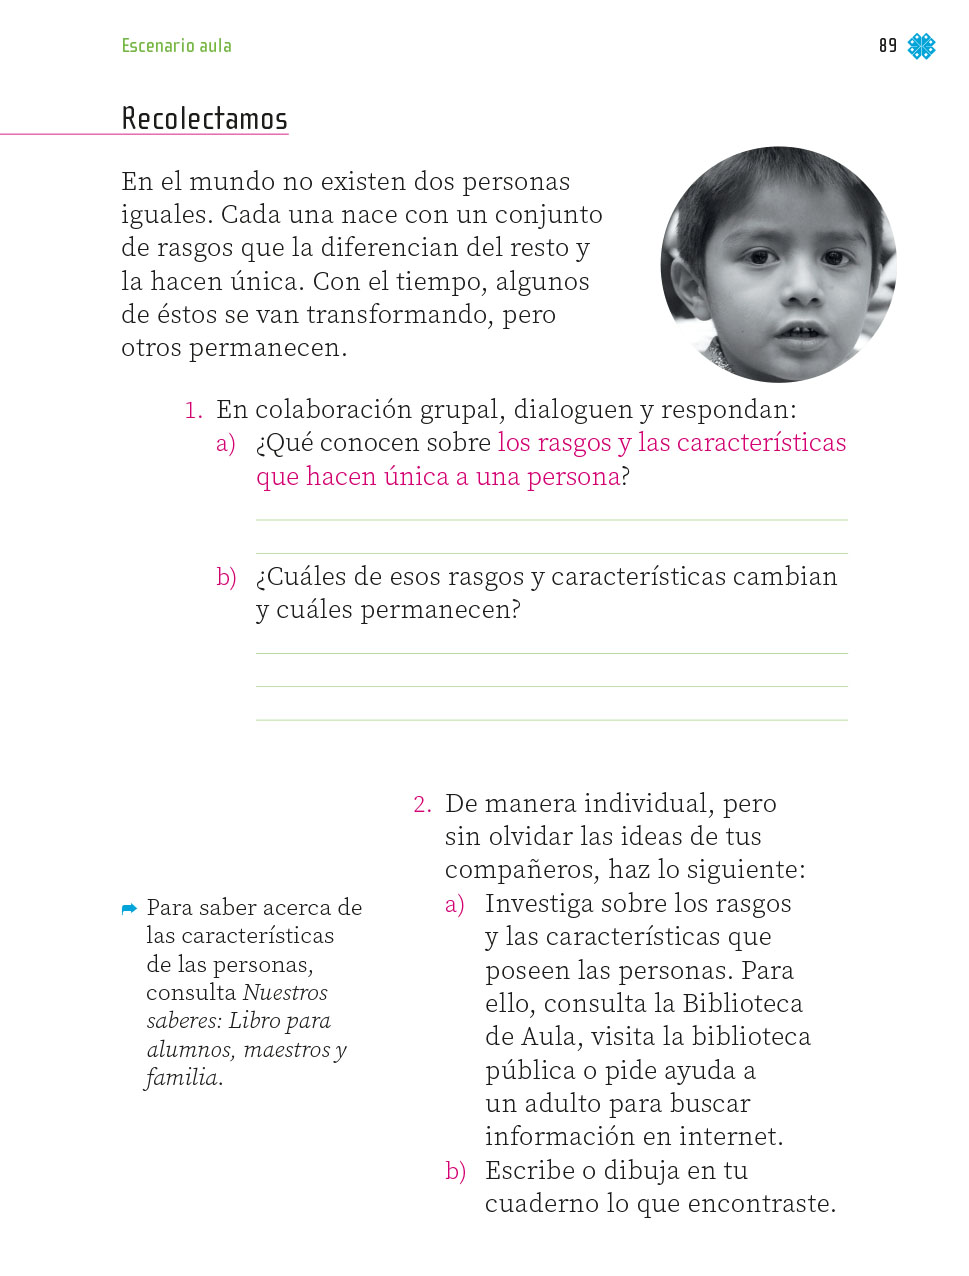 Escenario aula
89
Recolectamos
En el mundo no existen dos personas
iguales. Cada una nace con un conjunto
de rasgos que la diferencian del resto y
la hacen única. Con el tiempo, algunos
de éstos se van transformando, pero
otros permanecen.
1. En colaboración grupal, dialoguen y respondan:
a) ¿Qué conocen sobre los rasgos y las características
que hacen única a una persona?
b) ¿Cuáles de esos rasgos y características cambian
y cuáles permanecen?
2. De manera individual, pero
sin olvidar las ideas de tus
compañeros, haz lo siguiente:
a) Investiga sobre los rasgos
y las características que
poseen las personas. Para
ello, consulta la Biblioteca
de Aula, visita la biblioteca
pública o pide ayuda a
un adulto para buscar
información en internet.
b) Escribe o dibuja en tu
cuaderno lo que encontraste.
Para saber acerca de
las características
de las personas,
consulta Nuestros
saberes: Libro para
alumnos, maestros y
familia.